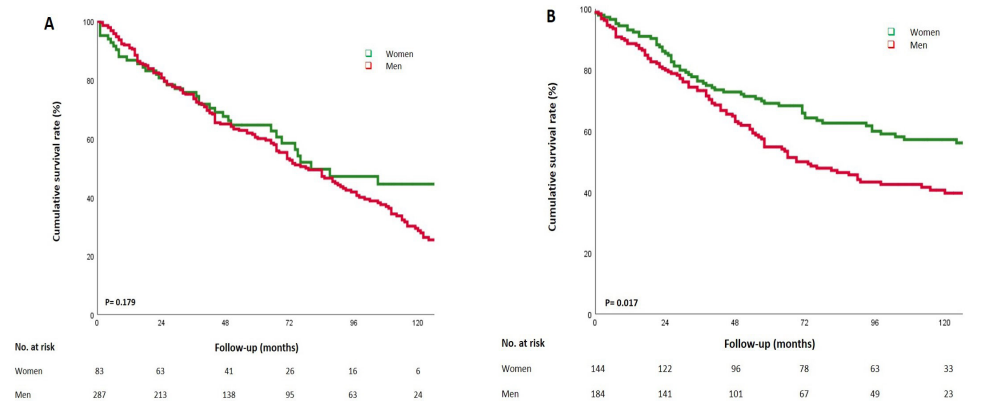 A
Cumulative survival rate (%)
100
80
60
40
20
0
Women
Men
P= 0.179
0 24 48 72 96 120
Follow-up (months)
No. at risk
Women 83 63 41 26 16 6
Men 287 213 138 95 63 24
B
Cumulative survival rate (%)
100
80
60
40
20
0
Women
Men
P = 0.017
0 24 48 72 96 120
Follow-up (months)
No. at risk
Women 144 122 96 78 63 33
Men 184 141 101 67 49 23